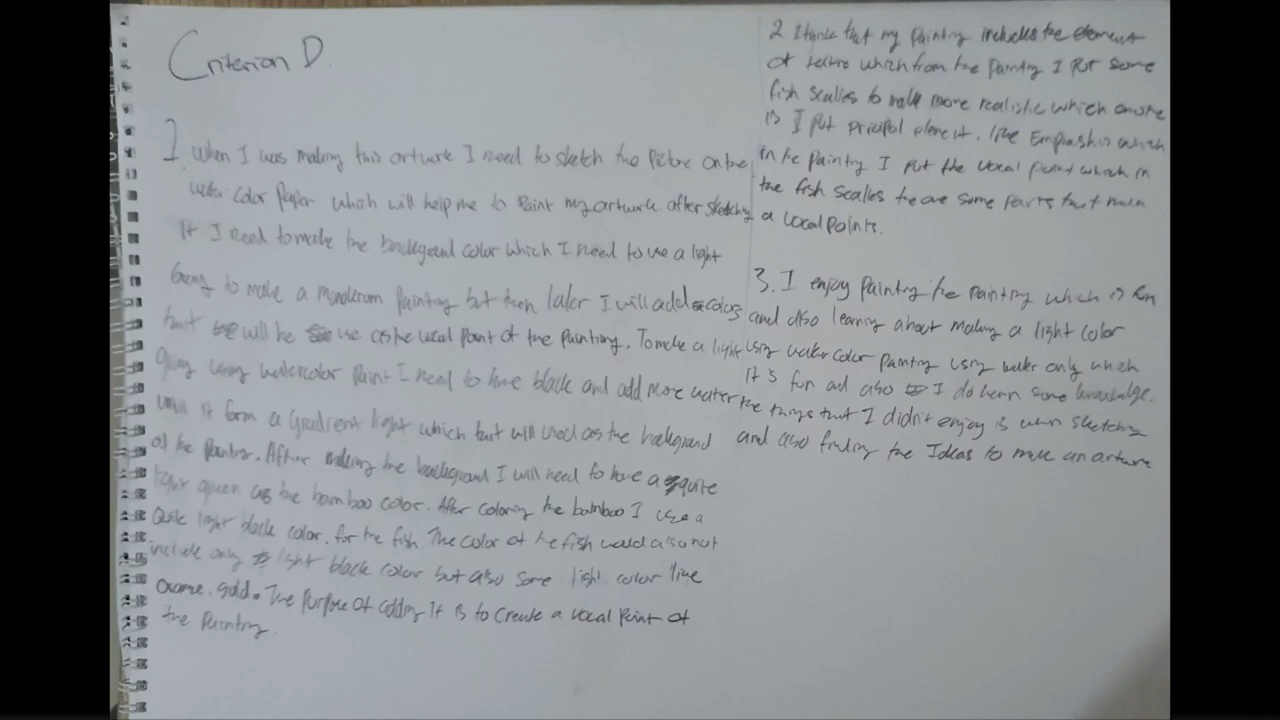 Criterion D.
1 When I was making this artwork I need to sketch the picture on the
water color paper which will help me to paint my artwork. after sketching
it I need to make the background color which I need to use a light
to make a painting but then later I will add colors
that will be use as the vocal point of the painting. To make a light
using watercolor paint I need to have black and add more water
until it form a gradient light which that will used as the background
of the painting. After making the background I will need to have a quite
light green as the bamboo color. After coloring the bamboo I use a
quite light black color. for the fish. The color of the fish would also not
include only light black color but also some light color like
orange, gold. The purpose of adding it is to create a vocal point of
the painting.
2. I think that my painting includes the element
of which from the painting I put some
fish scalles to make more realistic which
is I put element. like which
in the painting I put the vocal point which in
the fish scalles the are some parts that
a vocal points.
3. I enjoy painting the painting which is fun
and also learning about making a light color
using water color painting using water only which
it's fun and also I do learn some knowledge.
the things that I didn't enjoy is when sketching
and also finding the Ideas to make an